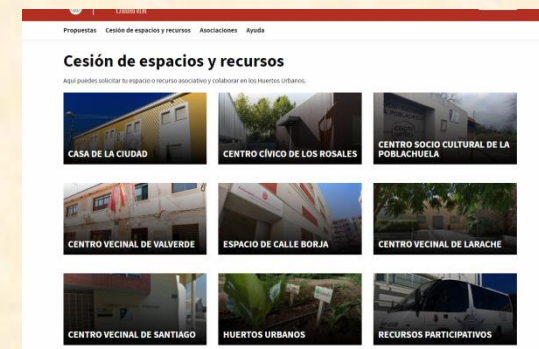 Propuestas Cesión de espacios y recursos Asociaciones Ayuda
Cesión de espacios y recursos
Aquí puedes solicitar tu espacio o recurso asociativo y colaborar en los Huertos Urbanos.
CASA DE LA CIUDAD
CENTRO CÍVICO DE LOS ROSALES
CENTRO SOCIO CULTURAL DE LA
POBLACHUELA
CENTRO VECINAL DE VALVERDE
ESPACIO DE CALLE BORJA
CENTRO VECINAL DE LARACHE
CENTRO VECINAL DE SANTIAGO
HUERTOS URBANOS
RECURSOS PARTICIPATIVOS